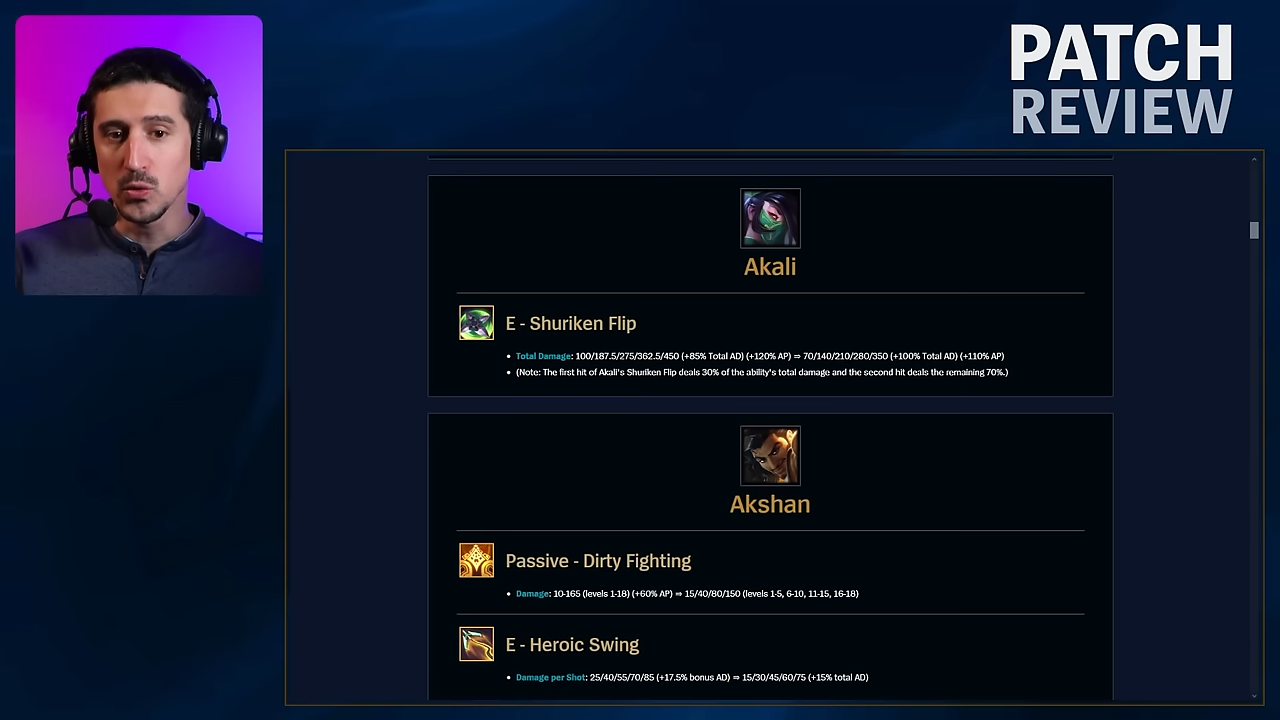 PATCH
REVIEW
Akali
E - Shuriken Flip
• Total Damage: 100/187.5/275/362.5/450 (+85% Total AD) (+120% AP) ⇒ 70/140/210/280/350 (+100% Total AD) (+110% AP)
• (Note: The first hit of Akali's Shuriken Flip deals 30% of the ability's total damage and the second hit deals the remaining 70%.)
Akshan
Passive - Dirty Fighting
• Damage: 10-165 (levels 1-18) (+60% AP) ⇒ 15/40/80/150 (levels 1-5, 6-10, 11-15, 16-18)
E - Heroic Swing
• Damage per Shot: 25/40/55/70/85 (+17.5% bonus AD) ⇒ 15/30/45/60/75 (+15% total AD)